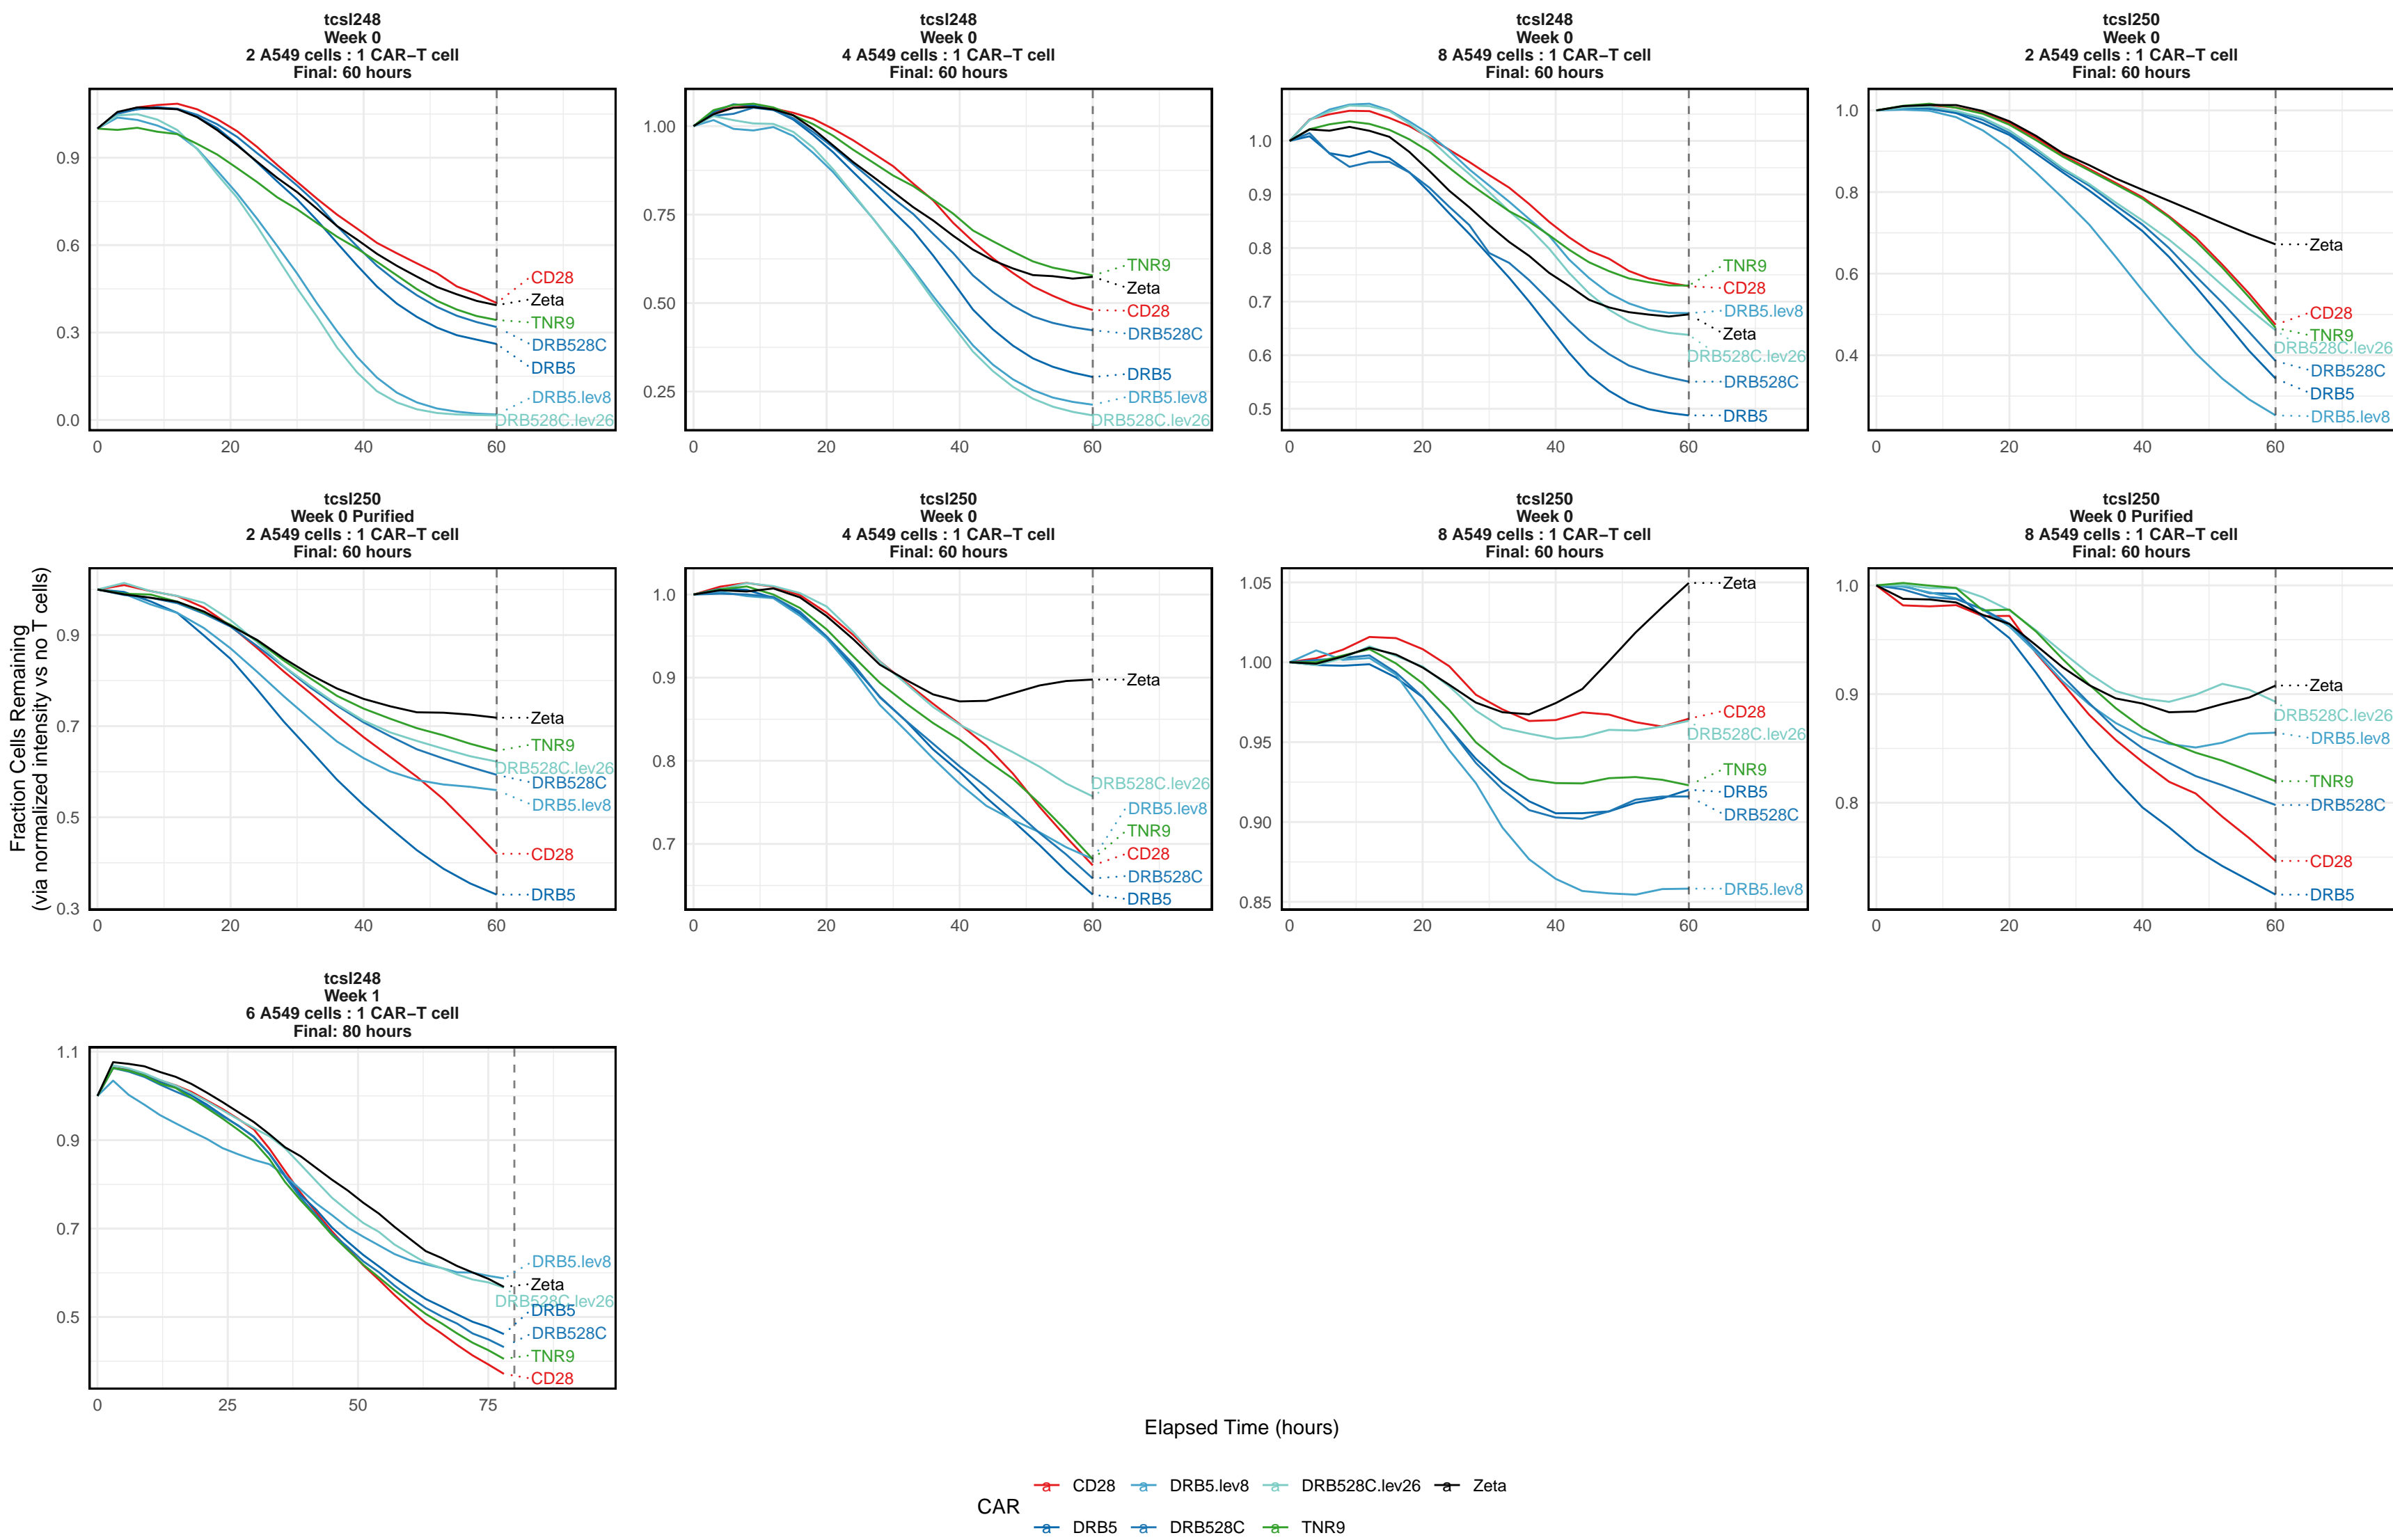 tcsl248
Week 0
2 A549 cells : 1 CAR−T cell
Final: 60 hours
0.9
0.6
0.3
0.0
0
20
40
60
CD28
Zeta
TNR9
DRB528C
DRB5
DRB5.lev8
DRB528C.lev26
tcsl248
Week 0
4 A549 cells : 1 CAR−T cell
Final: 60 hours
1.00
0.75
0.50
0.25
0
20
40
60
TNR9
Zeta
CD28
DRB528C
DRB5
DRB5.lev8
DRB528C.lev26
tcsl248
Week 0
8 A549 cells : 1 CAR−T cell
Final: 60 hours
1.0
0.9
0.8
0.7
0.6
0.5
0
20
40
60
TNR9
CD28
DRB5.lev8
Zeta
DRB528C.lev26
DRB528C
DRB5
tcsl250
Week 0
2 A549 cells : 1 CAR−T cell
Final: 60 hours
1.0
0.8
0.6
0.4
0
20
40
60
Zeta
CD28
TNR9
DRB528C.lev26
DRB528C
DRB5
DRB5.lev8
Fraction Cells Remaining
(via normalized intensity vs no T cells)
tcsl250
Week 0 Purified
2 A549 cells : 1 CAR−T cell
Final: 60 hours
0.9
0.7
0.5
0.3
0
20
40
60
Zeta
TNR9
DRB528C.lev26
DRB528C
DRB5.lev8
CD28
DRB5
tcsl250
Week 0
4 A549 cells : 1 CAR−T cell
Final: 60 hours
1.0
0.9
0.8
0.7
0
20
40
60
Zeta
DRB528C.lev26
DRB5.lev8
TNR9
CD28
DRB528C
DRB5
tcsl250
Week 0
8 A549 cells : 1 CAR−T cell
Final: 60 hours
1.05
1.00
0.95
0.90
0.85
0
20
40
60
Zeta
CD28
DRB528C.lev26
TNR9
DRB5
DRB528C
DRB5.lev8
tcsl250
Week 0 Purified
8 A549 cells : 1 CAR−T cell
Final: 60 hours
1.0
0.9
0.8
0
20
40
60
Zeta
DRB528C.lev26
DRB5.lev8
TNR9
DRB528C
CD28
DRB5
tcsl248
Week 1
6 A549 cells : 1 CAR−T cell
Final: 80 hours
1.1
0.9
0.7
0.5
0
25
50
75
DRB5.lev8
Zeta
DRB528C.lev26
DRB5
DRB528C
TNR9
CD28
Elapsed Time (hours)
CAR
a CD28 a DRB5.lev8 a DRB528C.lev26 a Zeta
a DRB5 a DRB528C a TNR9